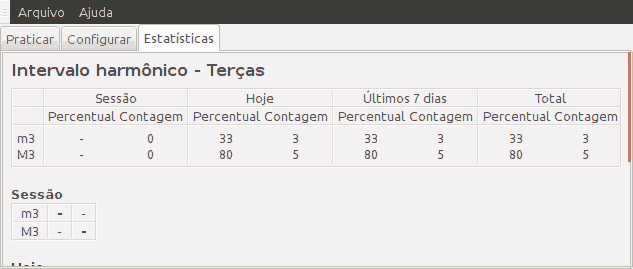 Arquivo Ajuda
Praticar Configurar Estatísticas
Intervalo harmônico - Terças
Sessão Hoje Últimos 7 dias Total
Percentual Contagem Percentual Contagem Percentual Contagem Percentual Contagem
m3 - 0 33 3 33 3 33 3
M3 - 0 80 5 80 5 80 5
Sessão
m3 - -
M3 - -